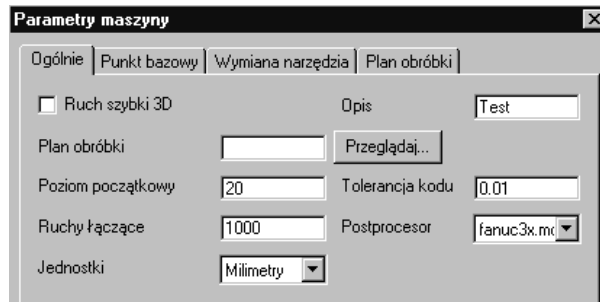 Parametry maszyny
Ogólnie Punkt bazowy Wymiana narzędzia Plan obróbki
Ruch szybki 3D Opis Test
Plan obróbki Przeglądaj...
Poziom początkowy 20 Tolerancja kodu 0.01
Ruchy łączące 1000 Postprocesor fanuc3x.mc
Jednostki Milimetry